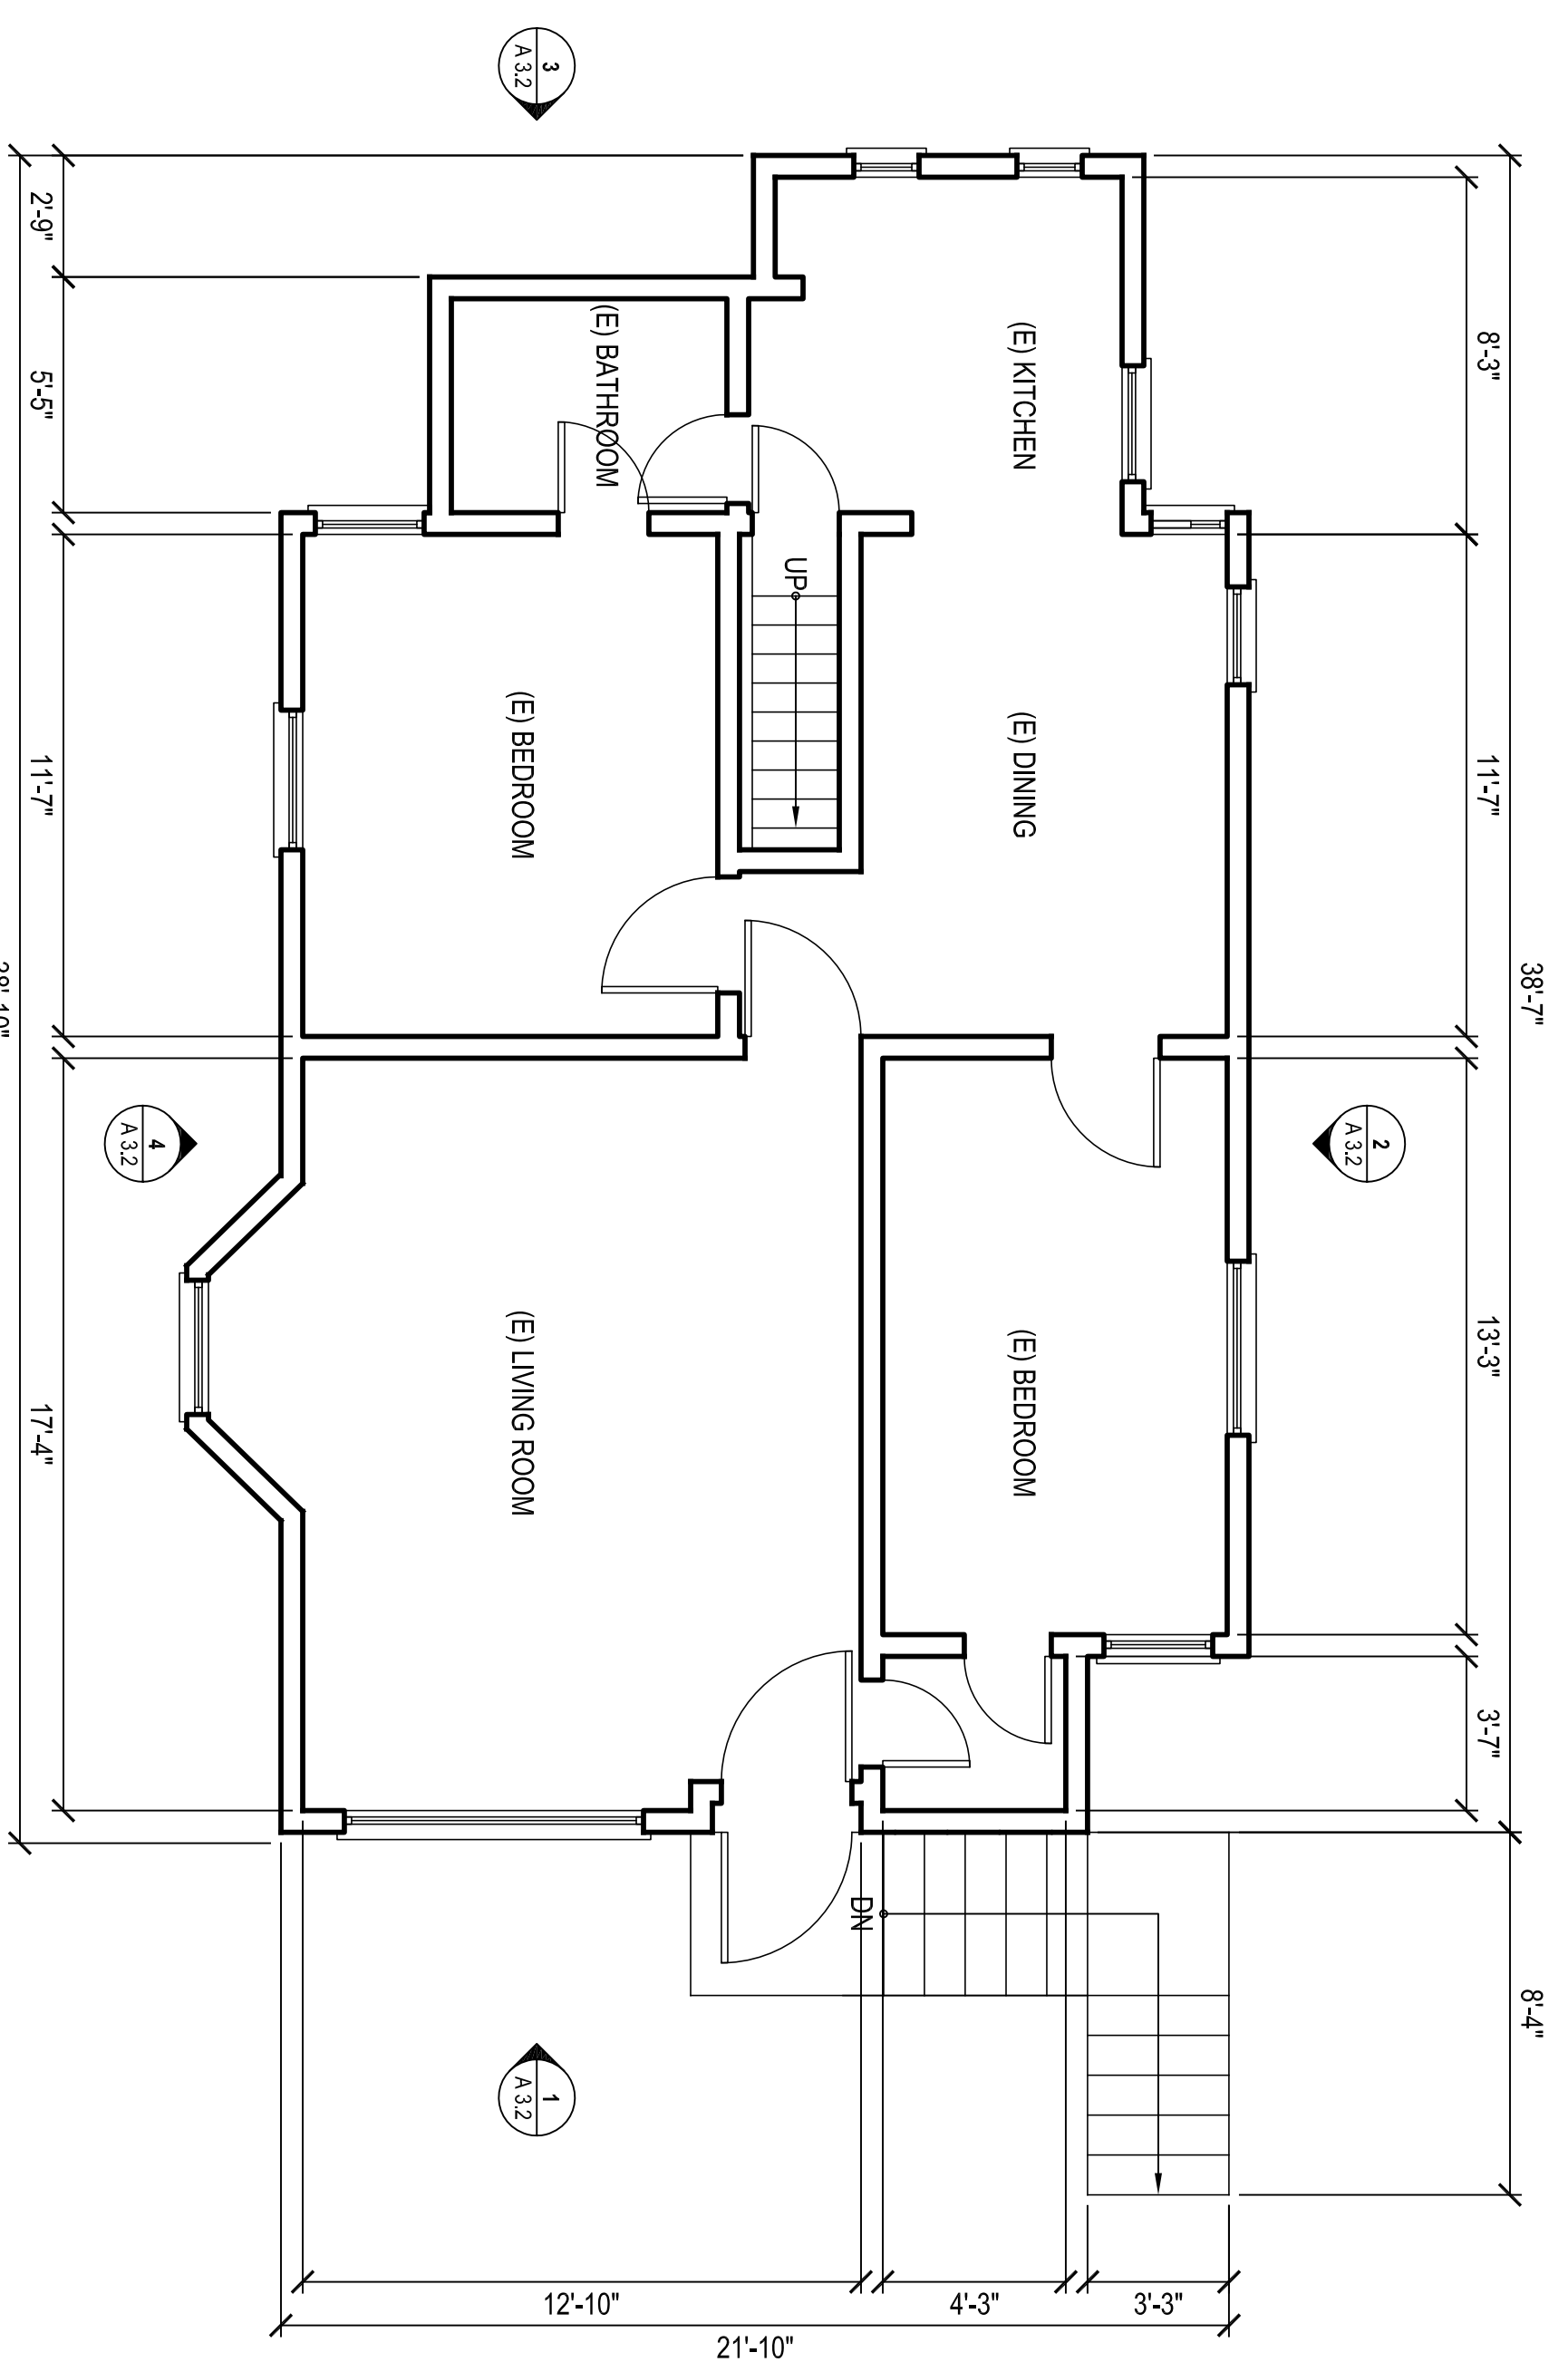 3
A 3.2
2'-9"
5'-5"
11'-7"
17'-4"
8'-3"
11'-7"
13'-3"
3'-7"
38'-7"
8'-4"
(E) KITCHEN
(E) BATHROOM
UP
(E) BEDROOM
(E) DINING
4
A 3.2
2
A 3.2
(E) LIVING ROOM
(E) BEDROOM
DN
1
A 3.2
12'-10"
4'-3"
3'-3"
21'-10"